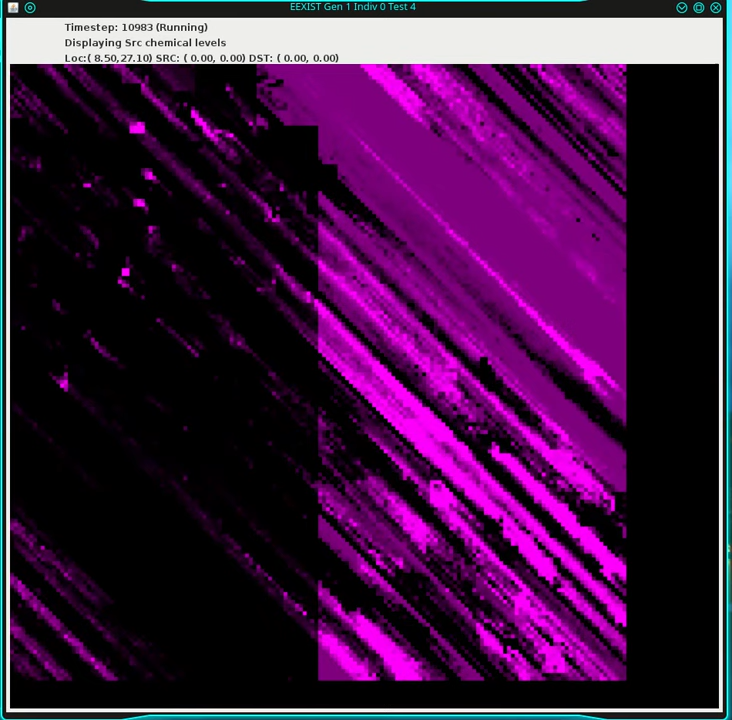 EEXIST Gen 1 Indiv 0 Test 4
Timestep: 10983 (Running)
Displaying Src chemical levels
Loc:( 8.50,27.10) SRC: ( 0.00, 0.00) DST: ( 0.00, 0.00)